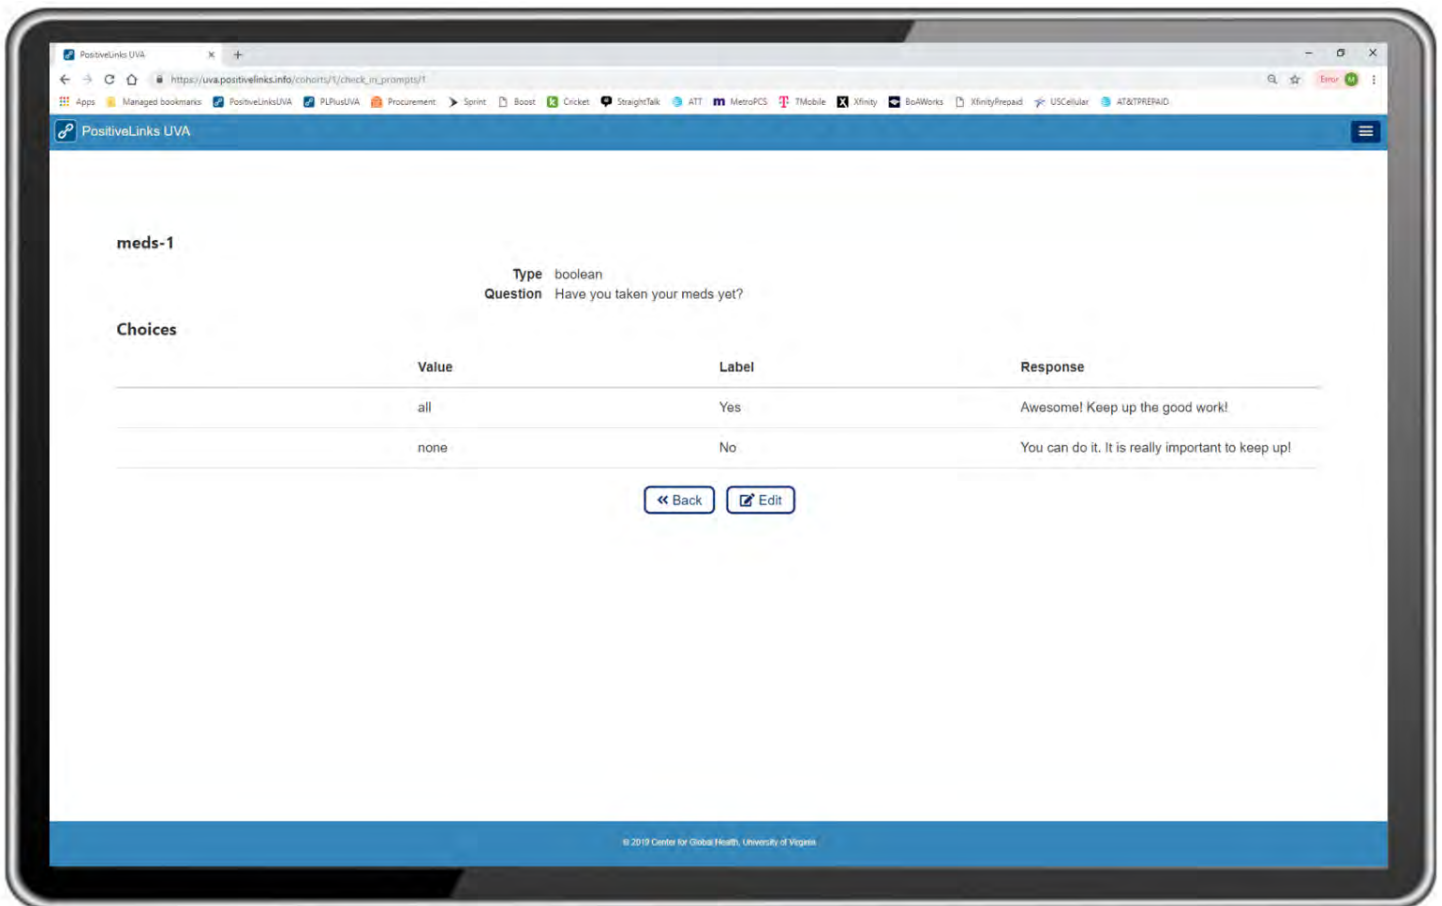 PositiveLinks UVA
https://uva.positivelinks.info/cohorts/1/check_in_prompts/1
Error M
Apps Managed bookmarks PositiveLinksUVA PLPlusUVA Procurement Sprint Boost Cricket StraightTalk ATT MetroPCS TMobile Xfinity BoAWorks XfinityPrepaid USCellular AT&TPREPAID
PositiveLinks UVA
meds-1
Type boolean
Question Have you taken your meds yet?
Choices
Value Label Response
all Yes Awesome! Keep up the good work!
none No You can do it. It is really important to keep up!
Back Edit
© 2019 Center for Global Health, University of Virginia